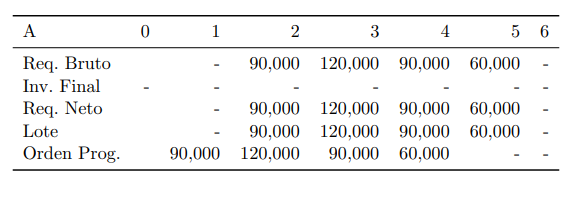 A 0 1 2 3 4 5 6
Req. Bruto - 90,000 120,000 90,000 60,000 -
Inv. Final - - - - - - -
Req. Neto - 90,000 120,000 90,000 60,000 -
Lote - 90,000 120,000 90,000 60,000 -
Orden Prog. 90,000 120,000 90,000 60,000 - -